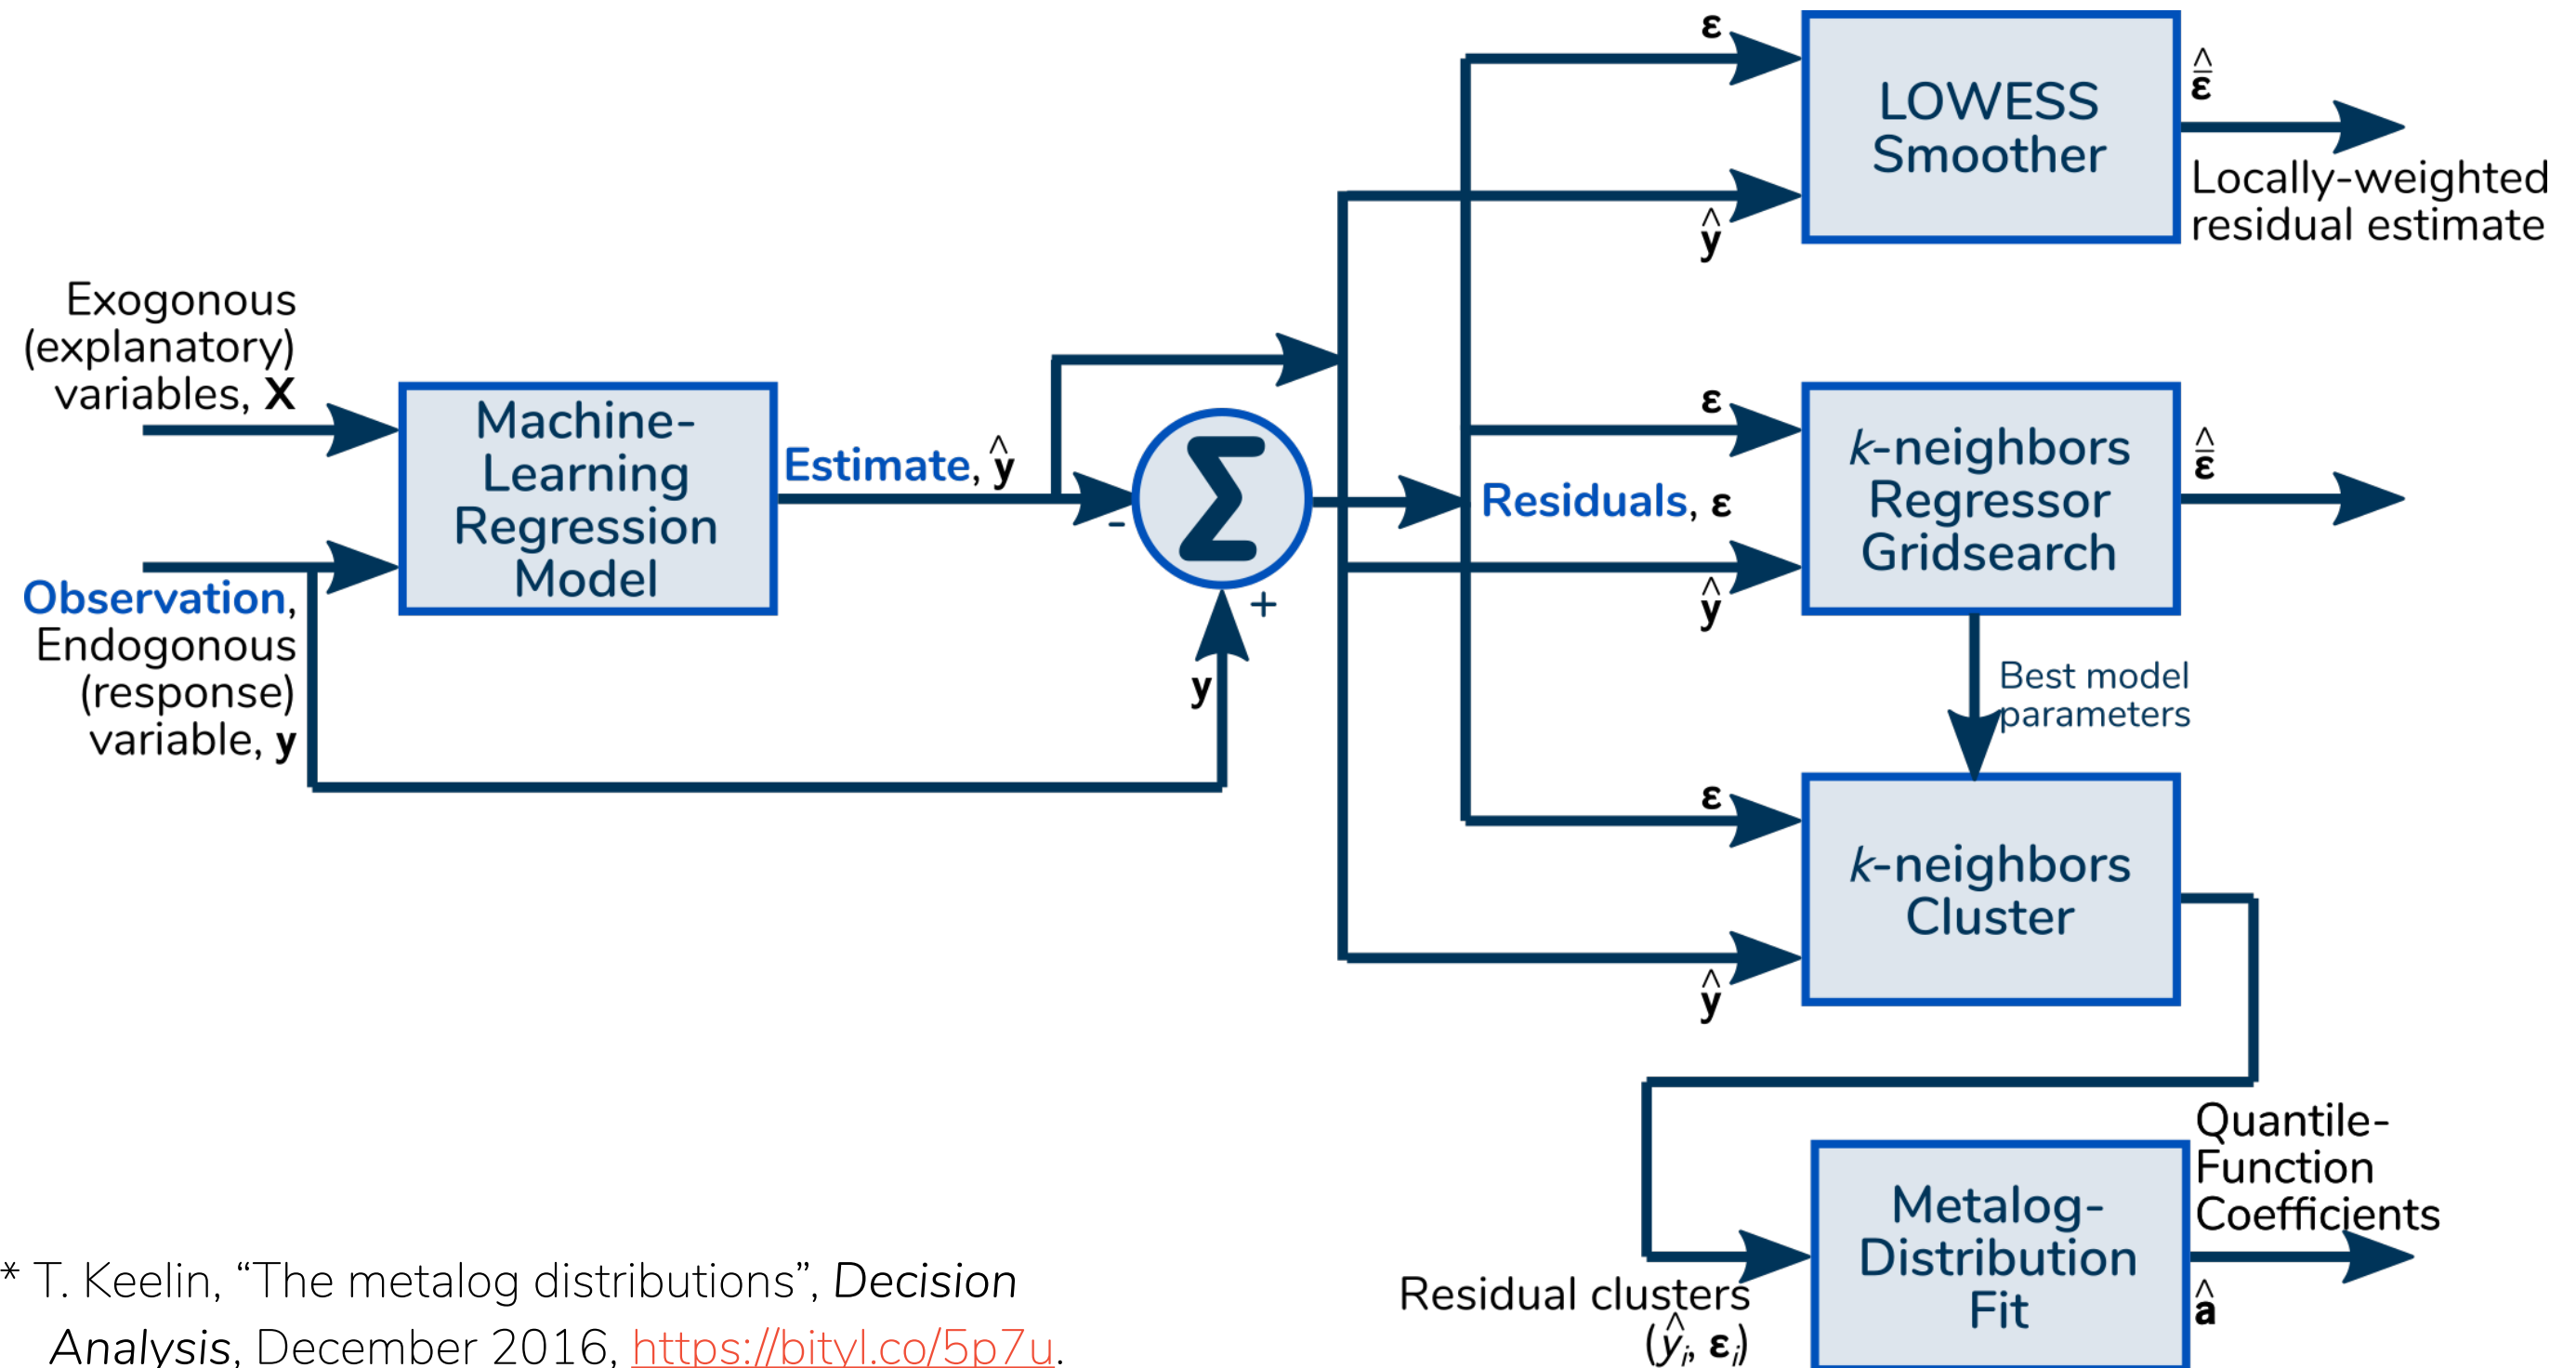 Exogonous
(explanatory)
variables, X
Observation,
Endogonous
(response)
variable, y
Machine-
Learning
Regression
Model
Estimate, ŷ
-
Σ
+
y
Residuals, ε
ε
ŷ
LOWESS
Smoother
ε̅̂
Locally-weighted
residual estimate
ε
ŷ
k-neighbors
Regressor
Gridsearch
ε̅̂
Best model
parameters
ε
ŷ
k-neighbors
Cluster
Residual clusters
(ŷi, εi)
Metalog-
Distribution
Fit
Quantile-
Function
Coefficients
â
* T. Keelin, “The metalog distributions”, Decision
Analysis, December 2016, https://bityl.co/5p7u.